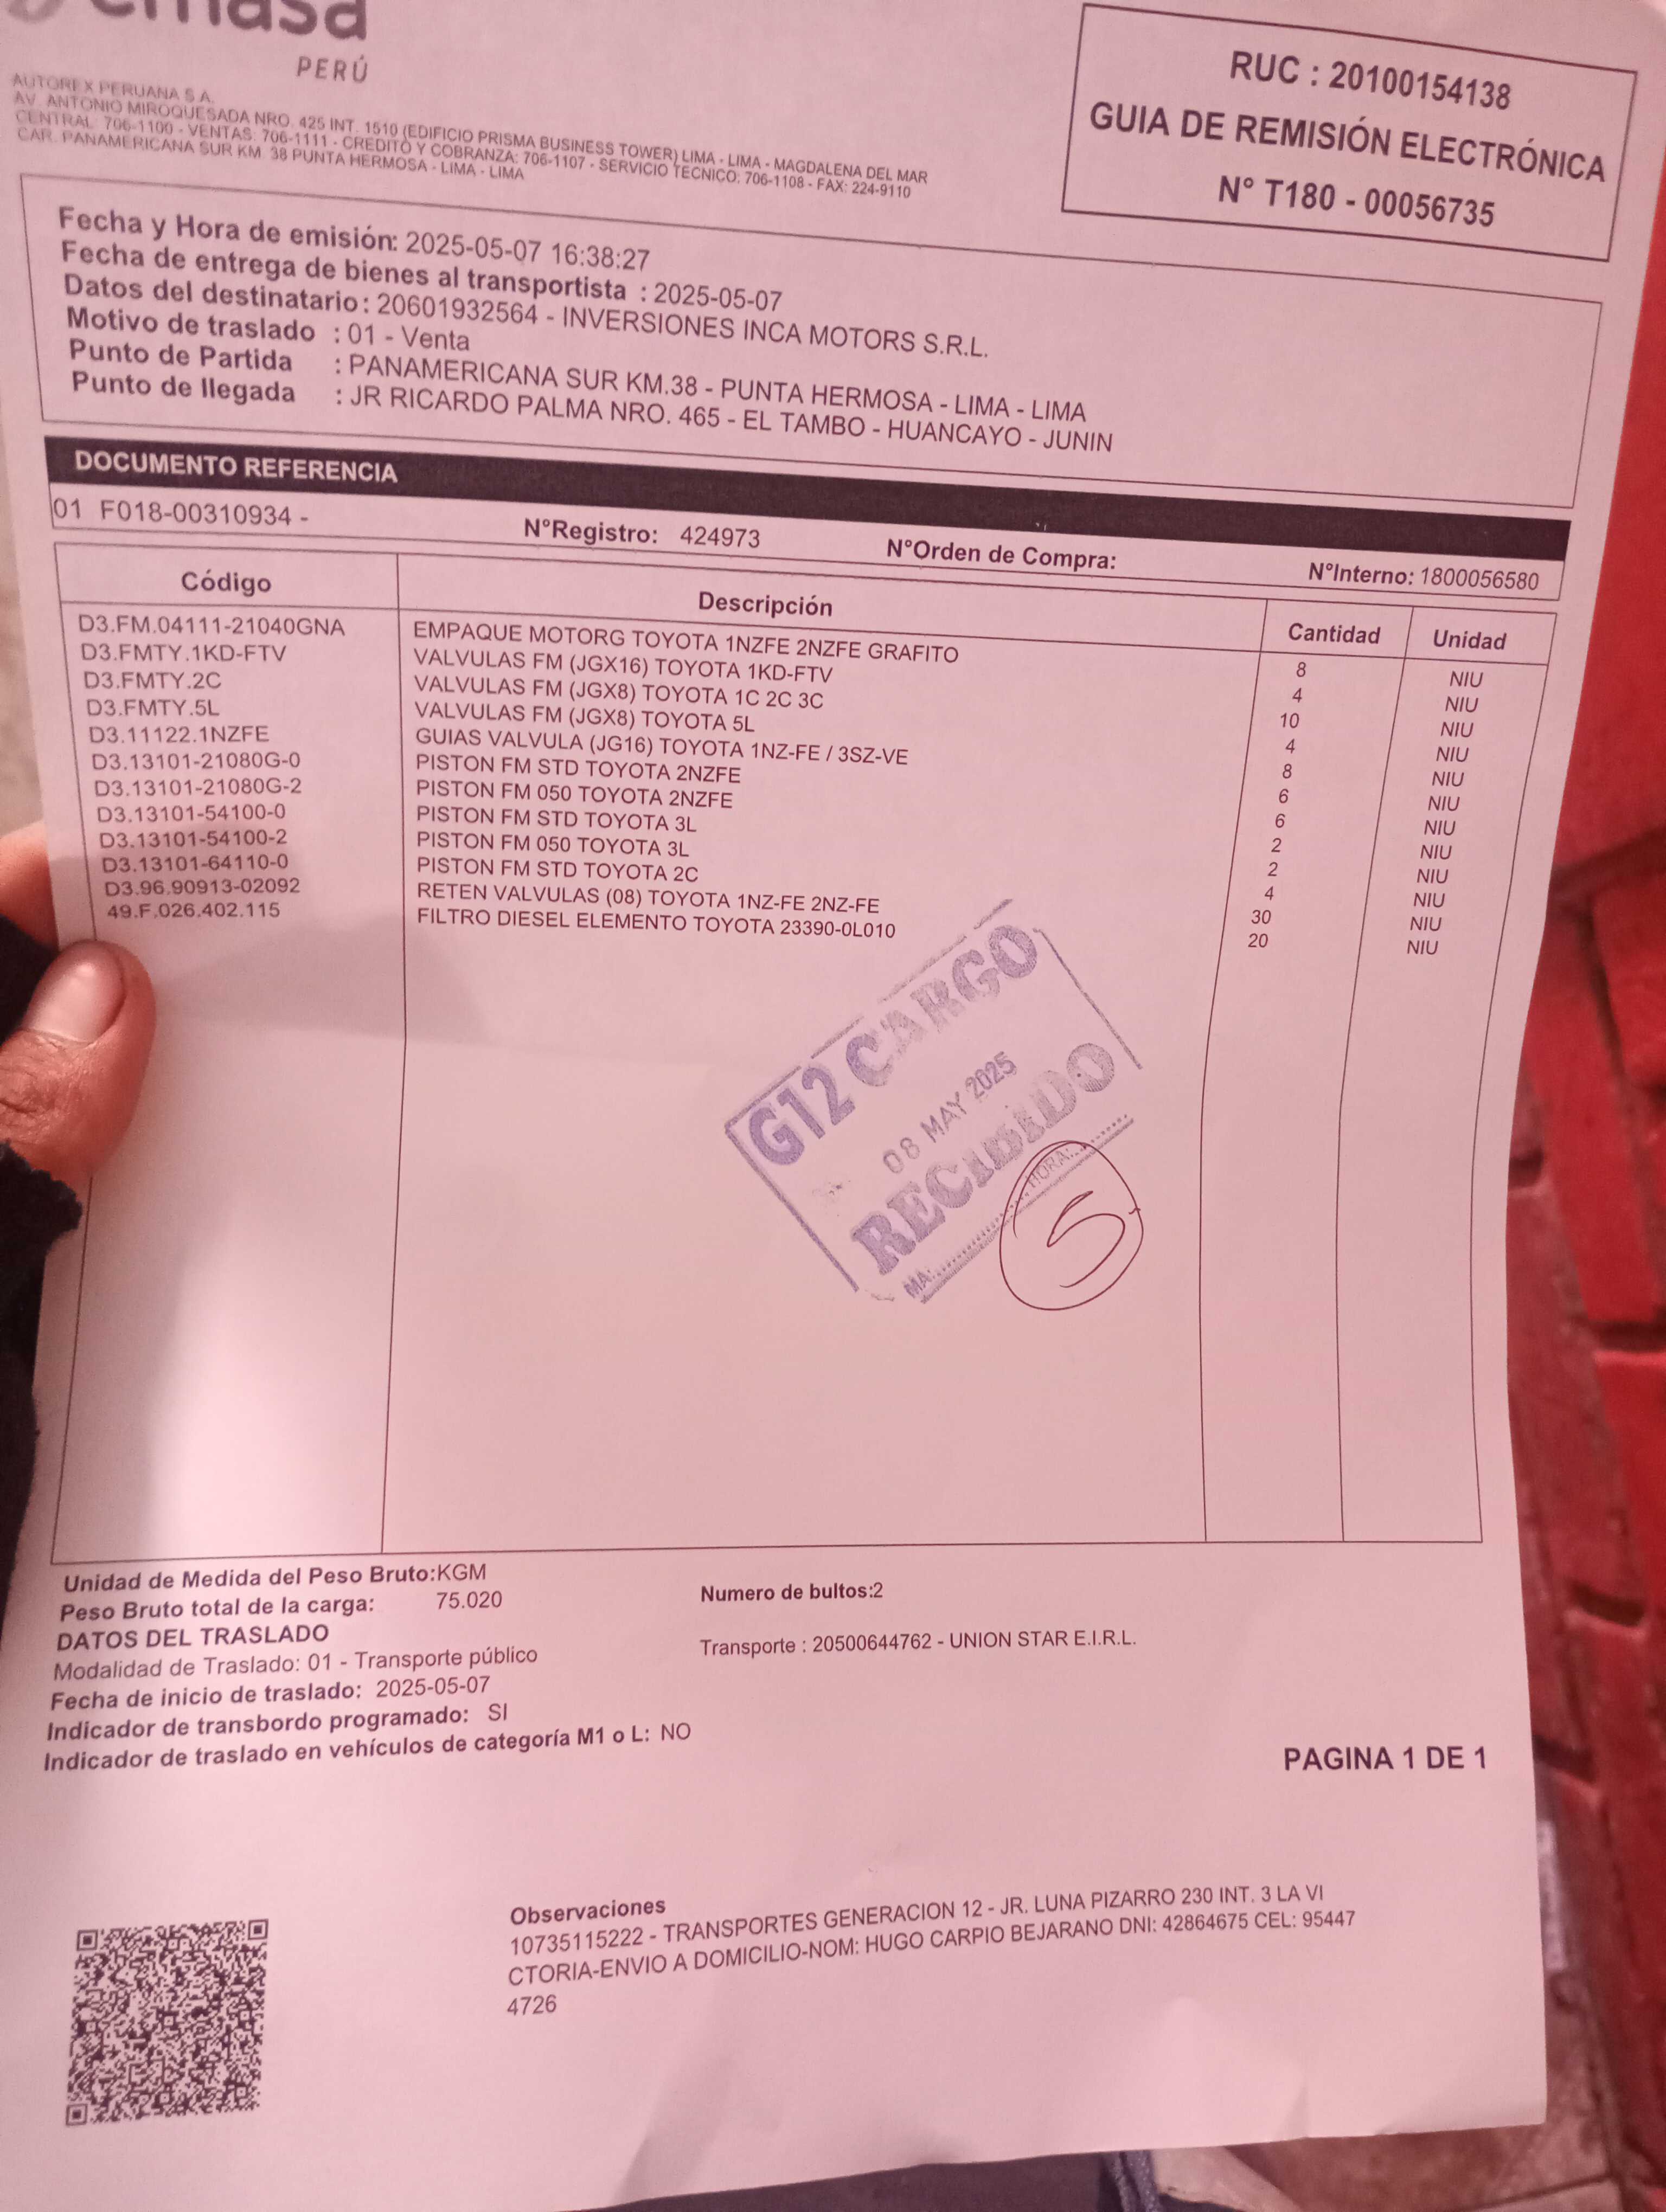 emasa
PERÚ
AUTOREX PERUANA S.A.
AV. ANTONIO MIROQUESADA NRO. 425 INT. 1510 (EDIFICIO PRISMA BUSINESS TOWER) LIMA - LIMA - MAGDALENA DEL MAR
CENTRAL: 706-1100 - VENTAS: 706-1111 - CREDITO Y COBRANZA: 706-1107 - SERVICIO TECNICO: 706-1108 - FAX: 224-9110
CAR. PANAMERICANA SUR KM. 38 PUNTA HERMOSA - LIMA - LIMA
RUC : 20100154138
GUIA DE REMISIÓN ELECTRÓNICA
N° T180 - 00056735
Fecha y Hora de emisión: 2025-05-07 16:38:27
Fecha de entrega de bienes al transportista : 2025-05-07
Datos del destinatario : 20601932564 - INVERSIONES INCA MOTORS S.R.L.
Motivo de traslado : 01 - Venta
Punto de Partida : PANAMERICANA SUR KM.38 - PUNTA HERMOSA - LIMA - LIMA
Punto de llegada : JR RICARDO PALMA NRO. 465 - EL TAMBO - HUANCAYO - JUNIN
DOCUMENTO REFERENCIA
01 F018-00310934 - N°Registro: 424973 N°Orden de Compra: N°Interno: 1800056580
Código Descripción Cantidad Unidad
D3.FM.04111-21040GNA EMPAQUE MOTORG TOYOTA 1NZFE 2NZFE GRAFITO 8 NIU
D3.FMTY.1KD-FTV VALVULAS FM (JGX16) TOYOTA 1KD-FTV 4 NIU
D3.FMTY.2C VALVULAS FM (JGX8) TOYOTA 1C 2C 3C 10 NIU
D3.FMTY.5L VALVULAS FM (JGX8) TOYOTA 5L 4 NIU
D3.11122.1NZFE GUIAS VALVULA (JG16) TOYOTA 1NZ-FE / 3SZ-VE 8 NIU
D3.13101-21080G-0 PISTON FM STD TOYOTA 2NZFE 6 NIU
D3.13101-21080G-2 PISTON FM 050 TOYOTA 2NZFE 6 NIU
D3.13101-54100-0 PISTON FM STD TOYOTA 3L 2 NIU
D3.13101-54100-2 PISTON FM 050 TOYOTA 3L 2 NIU
D3.13101-64110-0 PISTON FM STD TOYOTA 2C 4 NIU
D3.96.90913-02092 RETEN VALVULAS (08) TOYOTA 1NZ-FE 2NZ-FE 30 NIU
49.F.026.402.115 FILTRO DIESEL ELEMENTO TOYOTA 23390-0L010 20 NIU
G12 CARGO
08 MAY 2025
RECIBIDO
HORA:
5
Unidad de Medida del Peso Bruto:KGM
Peso Bruto total de la carga: 75.020 Numero de bultos:2
DATOS DEL TRASLADO
Modalidad de Traslado: 01 - Transporte público Transporte : 20500644762 - UNION STAR E.I.R.L.
Fecha de inicio de traslado: 2025-05-07
Indicador de transbordo programado: SI
Indicador de traslado en vehículos de categoría M1 o L: NO
PAGINA 1 DE 1
Observaciones
10735115222 - TRANSPORTES GENERACION 12 - JR. LUNA PIZARRO 230 INT. 3 LA VI
CTORIA-ENVIO A DOMICILIO-NOM: HUGO CARPIO BEJARANO DNI: 42864675 CEL: 95447
4726